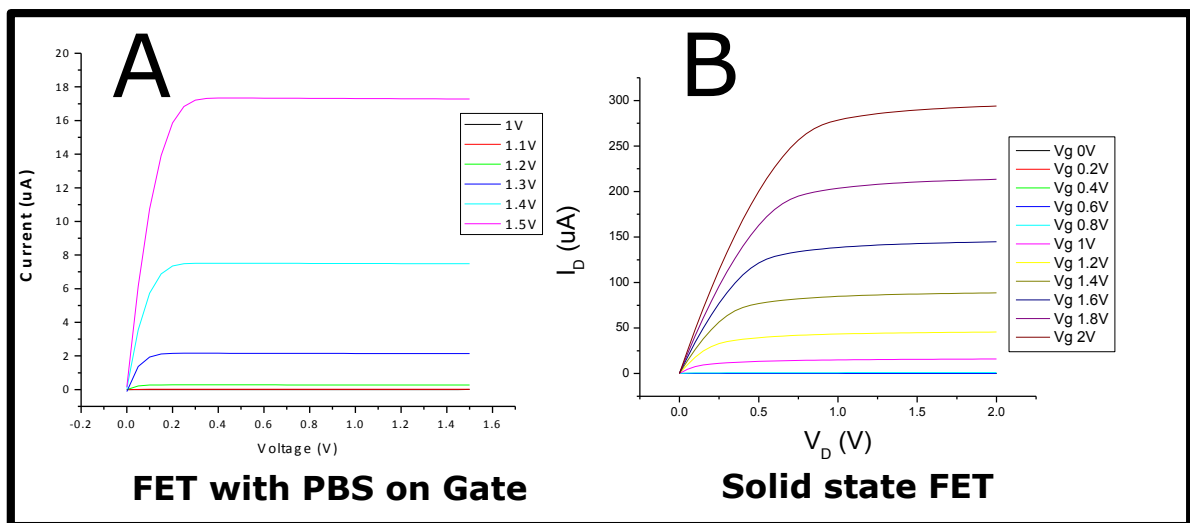 A
20
18
16
14
12
10
8
6
4
2
0
Current (uA)
-0.2 0.0 0.2 0.4 0.6 0.8 1.0 1.2 1.4 1.6
Voltage (V)
1V
1.1V
1.2V
1.3V
1.4V
1.5V
FET with PBS on Gate
B
300
250
200
150
100
50
0
I_D (uA)
0.0 0.5 1.0 1.5 2.0
V_D (V)
Vg 0V
Vg 0.2V
Vg 0.4V
Vg 0.6V
Vg 0.8V
Vg 1V
Vg 1.2V
Vg 1.4V
Vg 1.6V
Vg 1.8V
Vg 2V
Solid state FET